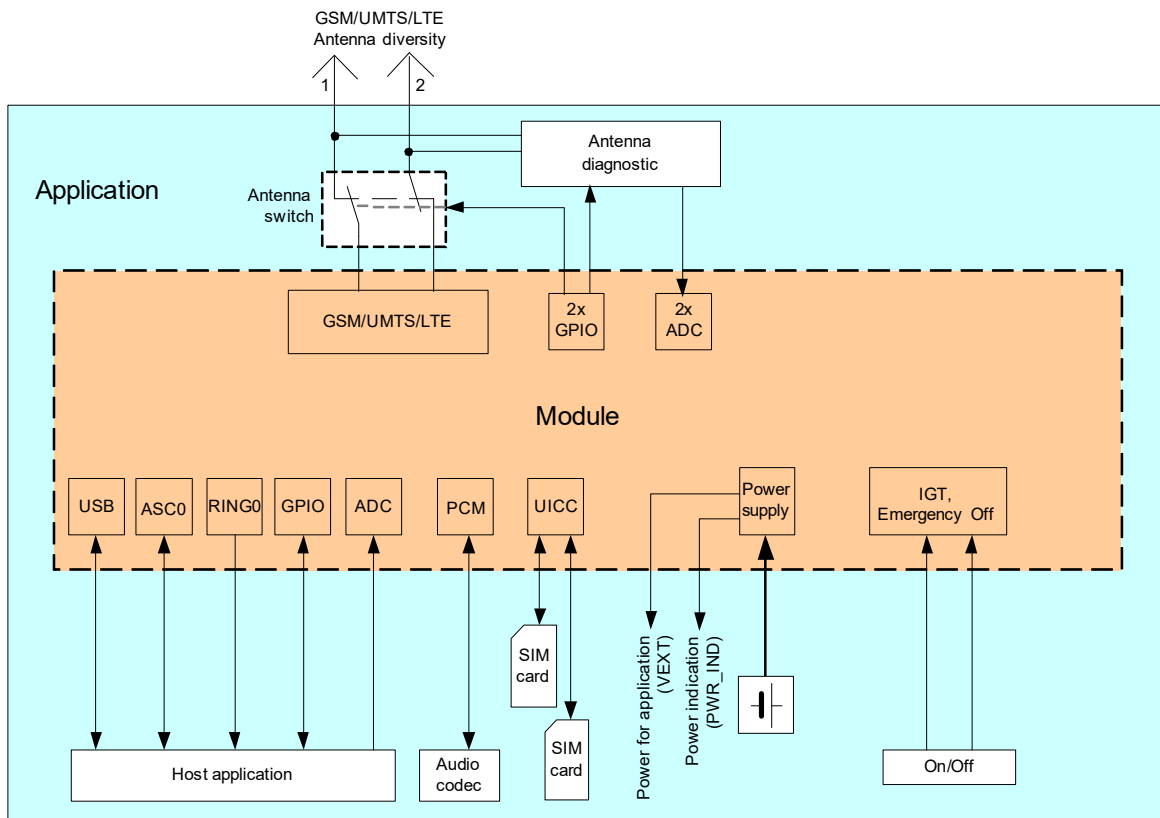 GSM/UMTS/LTE
Antenna diversity
1
2
Antenna
diagnostic
Application
Antenna
switch
GSM/UMTS/LTE
2x
GPIO
2x
ADC
Module
USB
ASC0
RING0
GPIO
ADC
PCM
UICC
Power
supply
IGT,
Emergency Off
SIM
card
SIM
card
Power for application
(VEXT)
Power indication
(PWR_IND)
Host application
Audio
codec
On/Off